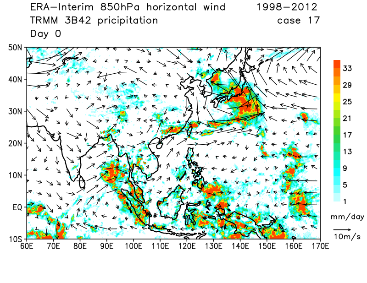 ERA-Interim 850hPa horizontal wind 1998-2012
TRMM 3B42 precipitation case 17
Day 0
50N
40N
30N
20N
10N
EQ
10S
60E 70E 80E 90E 100E 110E 120E 130E 140E 150E 160E 170E
33
29
25
21
17
13
9
5
1
mm/day
10m/s